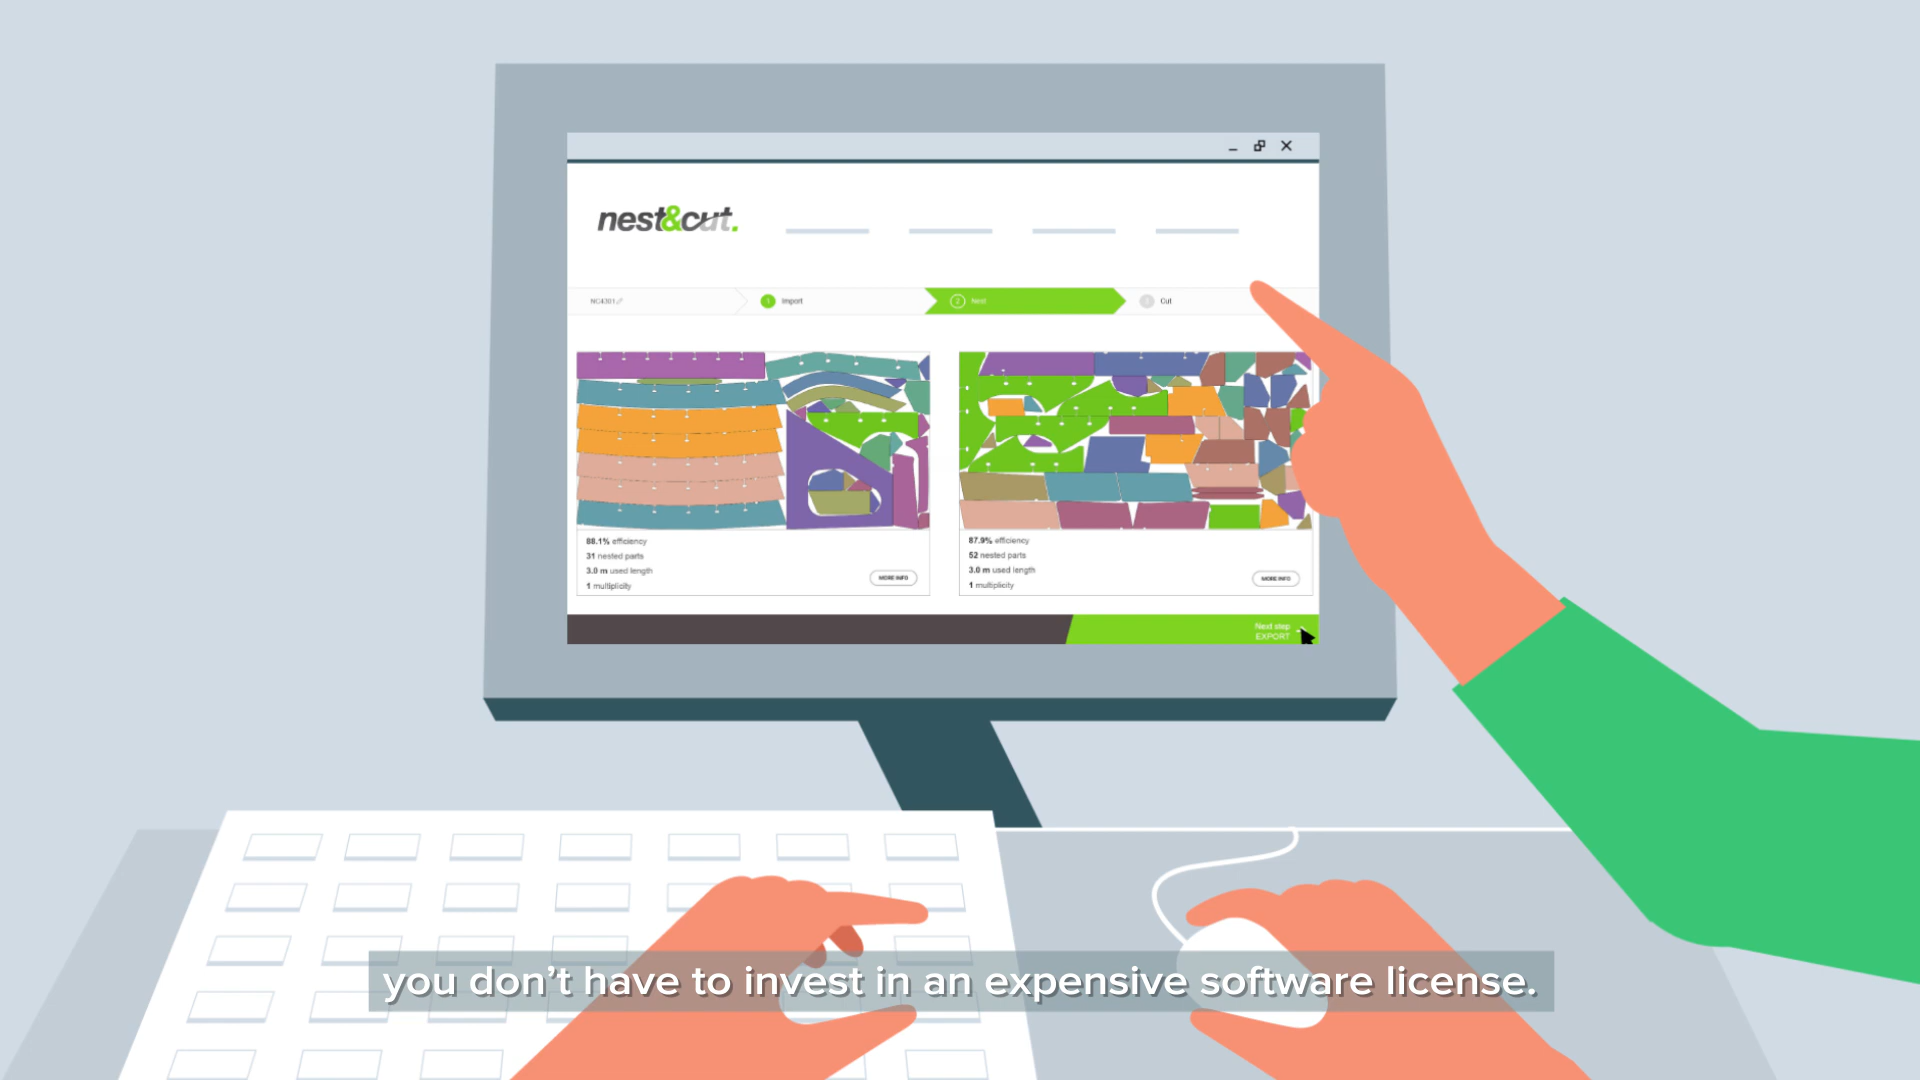 nest&cut.
NC4301
1 Import
2 Nest
Cut
88.1% efficiency
31 nested parts
3.0 m used length
1 multiplicity
MORE INFO
87.9% efficiency
52 nested parts
3.0 m used length
1 multiplicity
MORE INFO
Next step
EXPORT
you don't have to invest in an expensive software license.